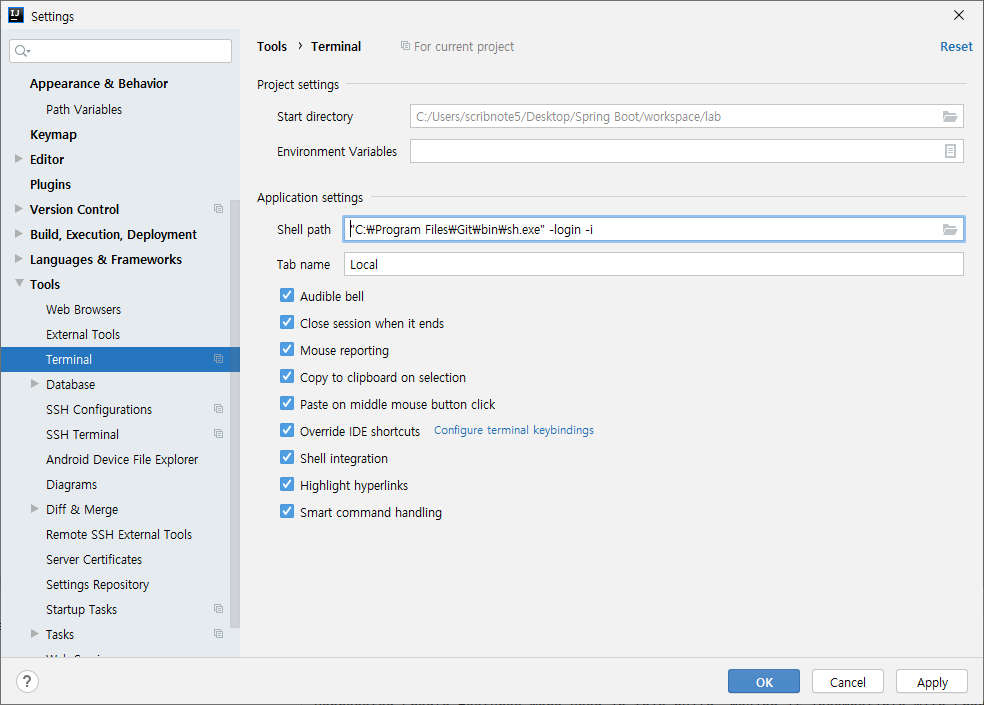 Settings
Appearance & Behavior
Path Variables
Keymap
Editor
Plugins
Version Control
Build, Execution, Deployment
Languages & Frameworks
Tools
Web Browsers
External Tools
Terminal
Database
SSH Configurations
SSH Terminal
Android Device File Explorer
Diagrams
Diff & Merge
Remote SSH External Tools
Server Certificates
Settings Repository
Startup Tasks
Tasks
Tools › Terminal For current project Reset
Project settings
Start directory C:/Users/scribnote5/Desktop/Spring Boot/workspace/lab
Environment Variables
Application settings
Shell path "C:₩Program Files₩Git₩bin₩sh.exe" -login -i
Tab name Local
Audible bell
Close session when it ends
Mouse reporting
Copy to clipboard on selection
Paste on middle mouse button click
Override IDE shortcuts Configure terminal keybindings
Shell integration
Highlight hyperlinks
Smart command handling
? OK Cancel Apply